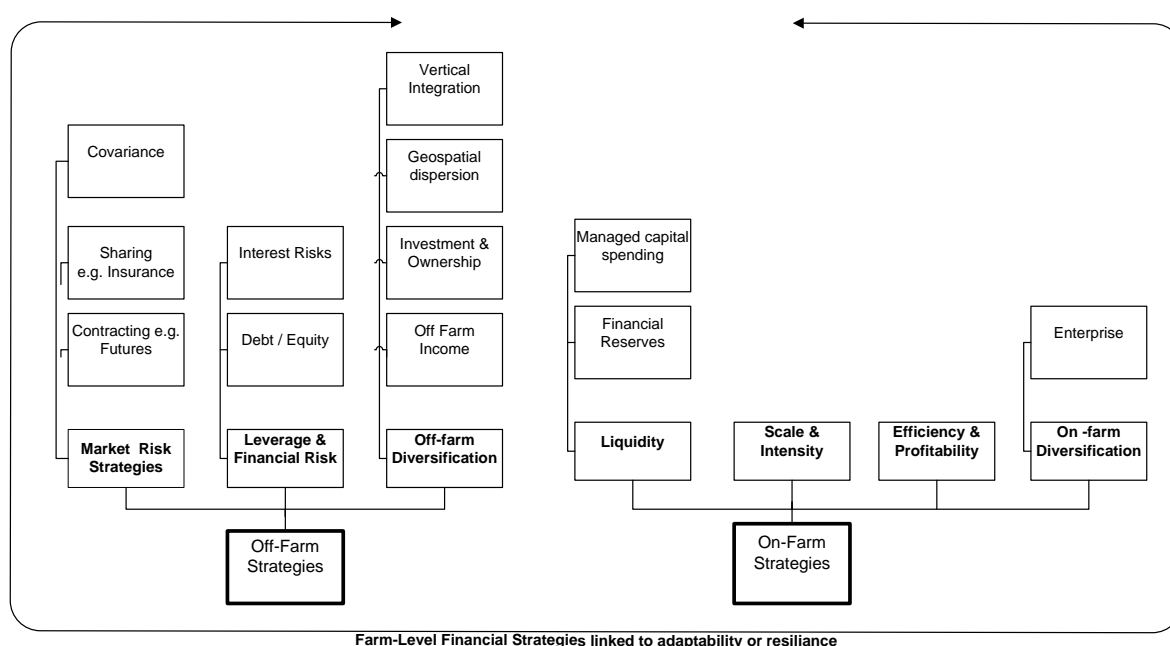 Vertical
Integration
Covariance
Geospatial
dispersion
Sharing
e.g. Insurance
Interest Risks
Investment &
Ownership
Managed capital
spending
Contracting e.g.
Futures
Debt / Equity
Off Farm
Income
Financial
Reserves
Enterprise
Market Risk
Strategies
Leverage &
Financial Risk
Off-farm
Diversification
Liquidity
Scale &
Intensity
Efficiency &
Profitability
On -farm
Diversification
Off-Farm
Strategies
On-Farm
Strategies
Farm-Level Financial Strategies linked to adaptability or resiliance